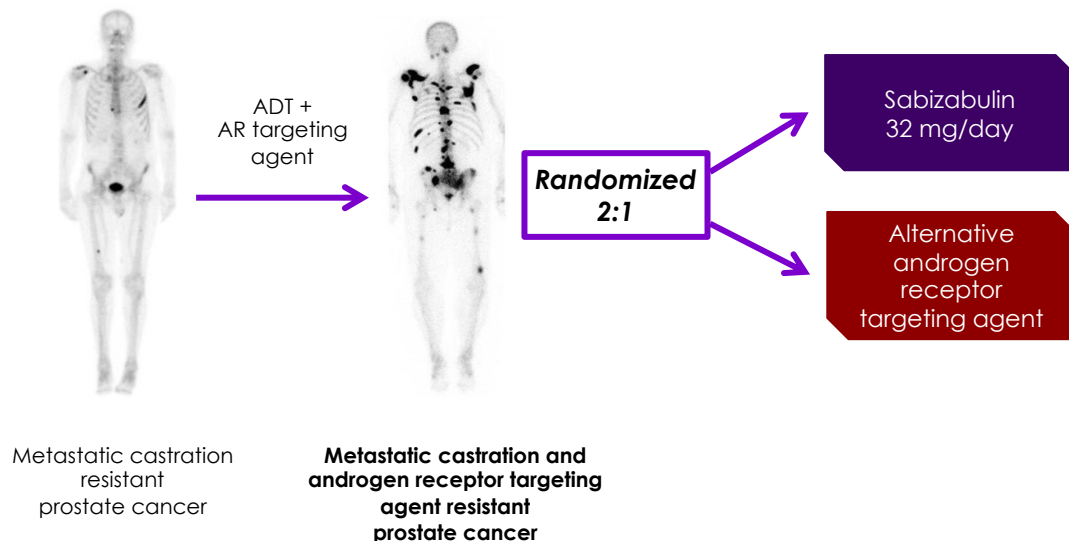 ADT +
AR targeting
agent
Randomized
2:1
Sabizabulin
32 mg/day
Alternative
androgen
receptor
targeting agent
Metastatic castration
resistant
prostate cancer
Metastatic castration and
androgen receptor targeting
agent resistant
prostate cancer